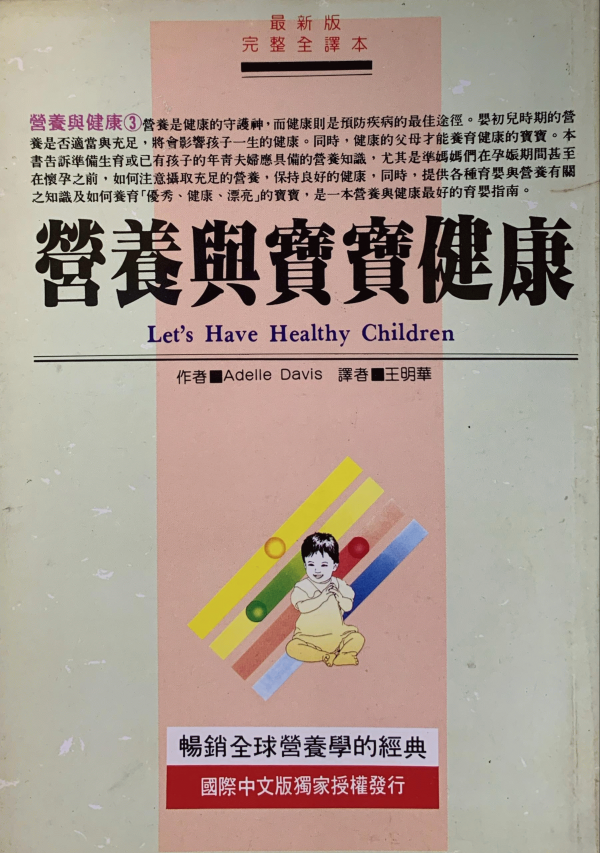 最新版
完整全譯本
營養與健康③營養是健康的守護神，而健康則是預防疾病的最佳途徑。嬰初兒時期的營
養是否適當與充足，將會影響孩子一生的健康。同時，健康的父母才能養育健康的寶寶。本
書告訴準備生育或已有孩子的年青夫婦應具備的營養知識，尤其是準媽媽們在孕娠期間甚至
在懷孕之前，如何注意攝取充足的營養，保持良好的健康，同時，提供各種育嬰與營養有關
之知識及如何養育「優秀、健康、漂亮」的寶寶，是一本營養與健康最好的育嬰指南。
營養與寶寶健康
Let's Have Healthy Children
作者■Adelle Davis 譯者■王明華
暢銷全球營養學的經典
國際中文版獨家授權發行